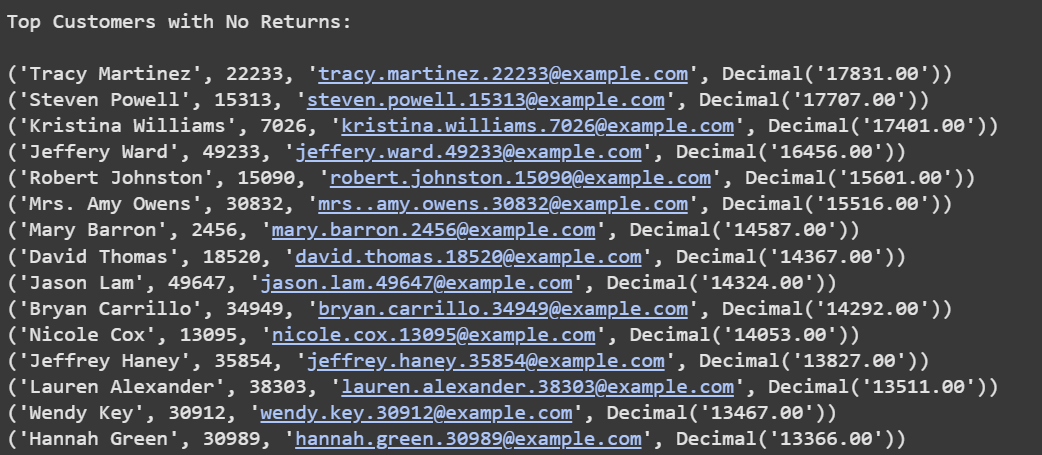 Top Customers with No Returns:
('Tracy Martinez', 22233, 'tracy.martinez.22233@example.com', Decimal('17831.00'))
('Steven Powell', 15313, 'steven.powell.15313@example.com', Decimal('17707.00'))
('Kristina Williams', 7026, 'kristina.williams.7026@example.com', Decimal('17401.00'))
('Jeffery Ward', 49233, 'jeffery.ward.49233@example.com', Decimal('16456.00'))
('Robert Johnston', 15090, 'robert.johnston.15090@example.com', Decimal('15601.00'))
('Mrs. Amy Owens', 30832, 'mrs..amy.owens.30832@example.com', Decimal('15516.00'))
('Mary Barron', 2456, 'mary.barron.2456@example.com', Decimal('14587.00'))
('David Thomas', 18520, 'david.thomas.18520@example.com', Decimal('14367.00'))
('Jason Lam', 49647, 'jason.lam.49647@example.com', Decimal('14324.00'))
('Bryan Carrillo', 34949, 'bryan.carrillo.34949@example.com', Decimal('14292.00'))
('Nicole Cox', 13095, 'nicole.cox.13095@example.com', Decimal('14053.00'))
('Jeffrey Haney', 35854, 'jeffrey.haney.35854@example.com', Decimal('13827.00'))
('Lauren Alexander', 38303, 'lauren.alexander.38303@example.com', Decimal('13511.00'))
('Wendy Key', 30912, 'wendy.key.30912@example.com', Decimal('13467.00'))
('Hannah Green', 30989, 'hannah.green.30989@example.com', Decimal('13366.00'))